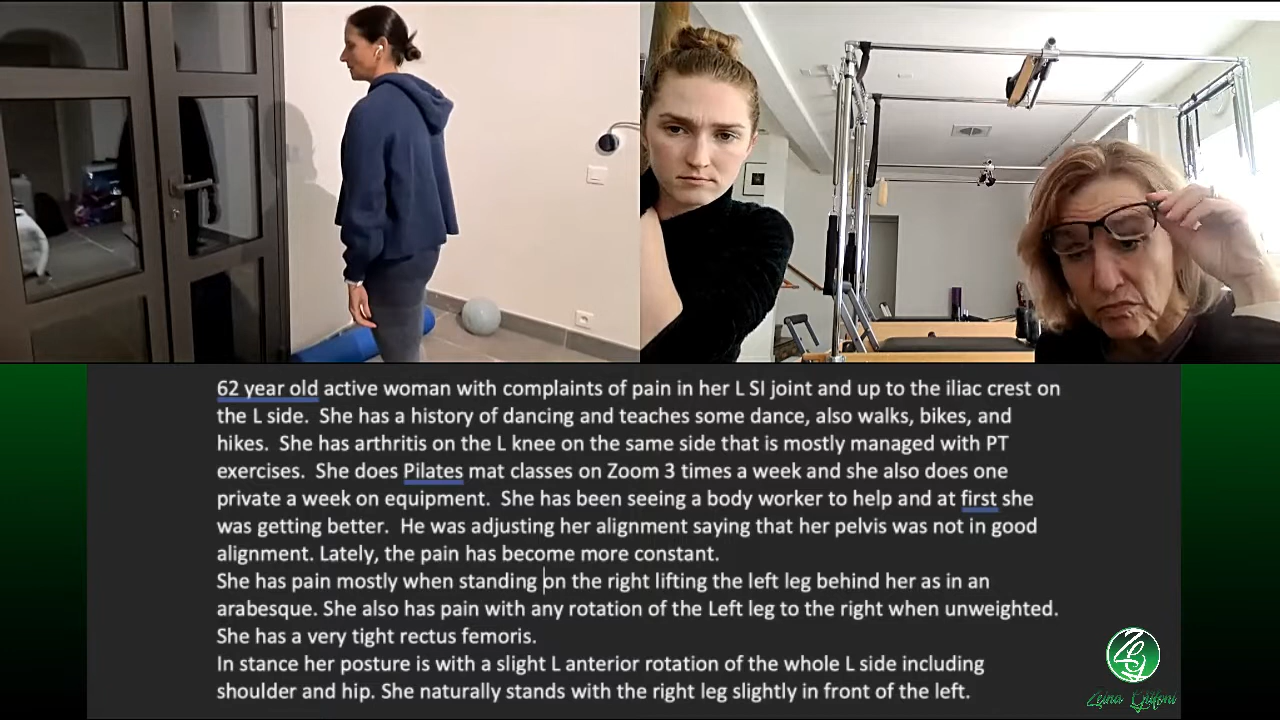 62 year old active woman with complaints of pain in her L SI joint and up to the iliac crest on
the L side.  She has a history of dancing and teaches some dance, also walks, bikes, and
hikes.  She has arthritis on the L knee on the same side that is mostly managed with PT
exercises.  She does Pilates mat classes on Zoom 3 times a week and she also does one
private a week on equipment.  She has been seeing a body worker to help and at first she
was getting better.  He was adjusting her alignment saying that her pelvis was not in good
alignment. Lately, the pain has become more constant.
She has pain mostly when standing on the right lifting the left leg behind her as in an
arabesque. She also has pain with any rotation of the Left leg to the right when unweighted.
She has a very tight rectus femoris.
In stance her posture is with a slight L anterior rotation of the whole L side including
shoulder and hip. She naturally stands with the right leg slightly in front of the left.
ZG
Zeina